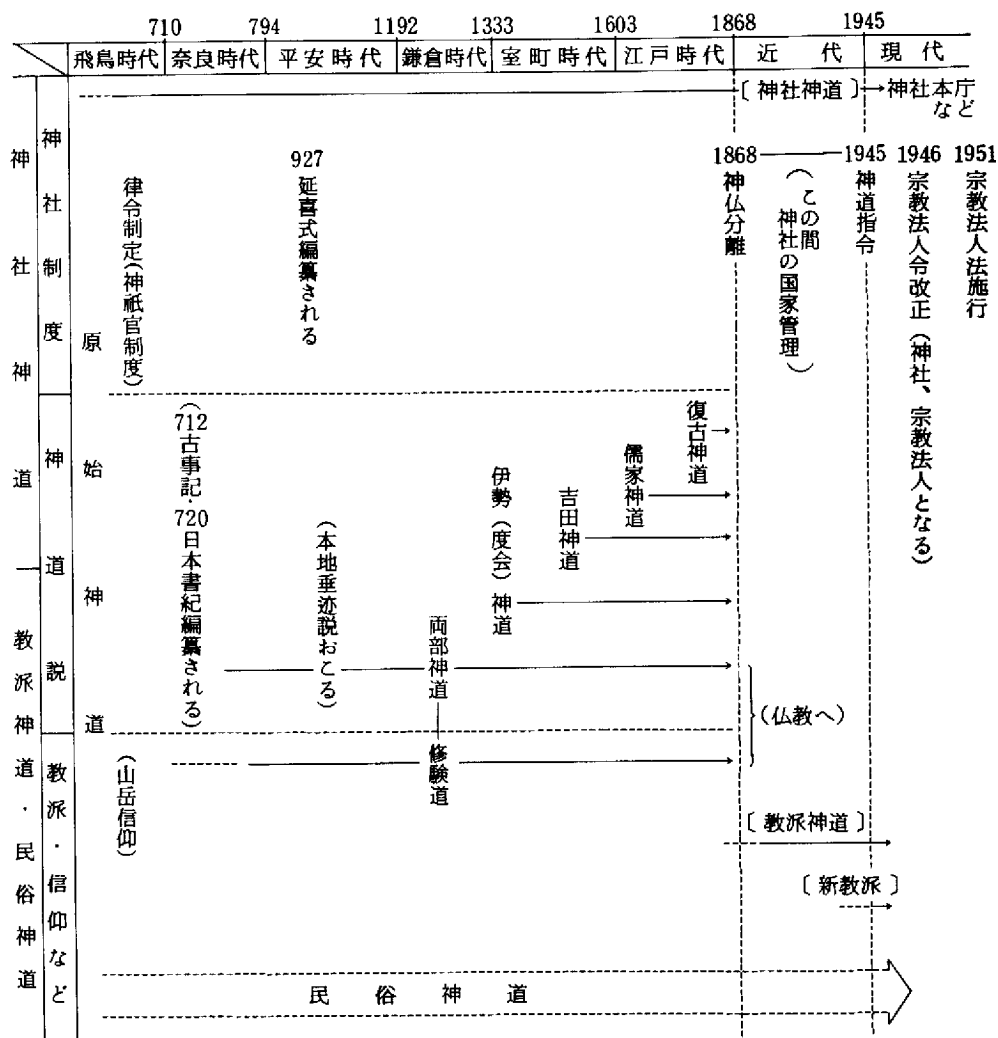 710 794 1192 1333 1603 1868 1945
飛鳥時代 奈良時代 平安時代 鎌倉時代 室町時代 江戸時代 近代 現代
〔神社神道〕
神社本庁など
神社神道
教派神道・民俗神道
神社制度
神道説
教派・信仰など
原始神道
律令制定(神祇官制度)
927
延喜式編纂される
1868
神仏分離
(この間
神社の国家管理)
1945
神道指令
1946
宗教法人令改正(神社、宗教法人となる)
1951
宗教法人法施行
(712古事記・720日本書紀編纂される)
(本地垂迹説おこる)
両部神道
伊勢(度会)神道
吉田神道
儒家神道
復古神道
(仏教へ)
(山岳信仰)
修験道
〔教派神道〕
〔新教派〕
民俗神道